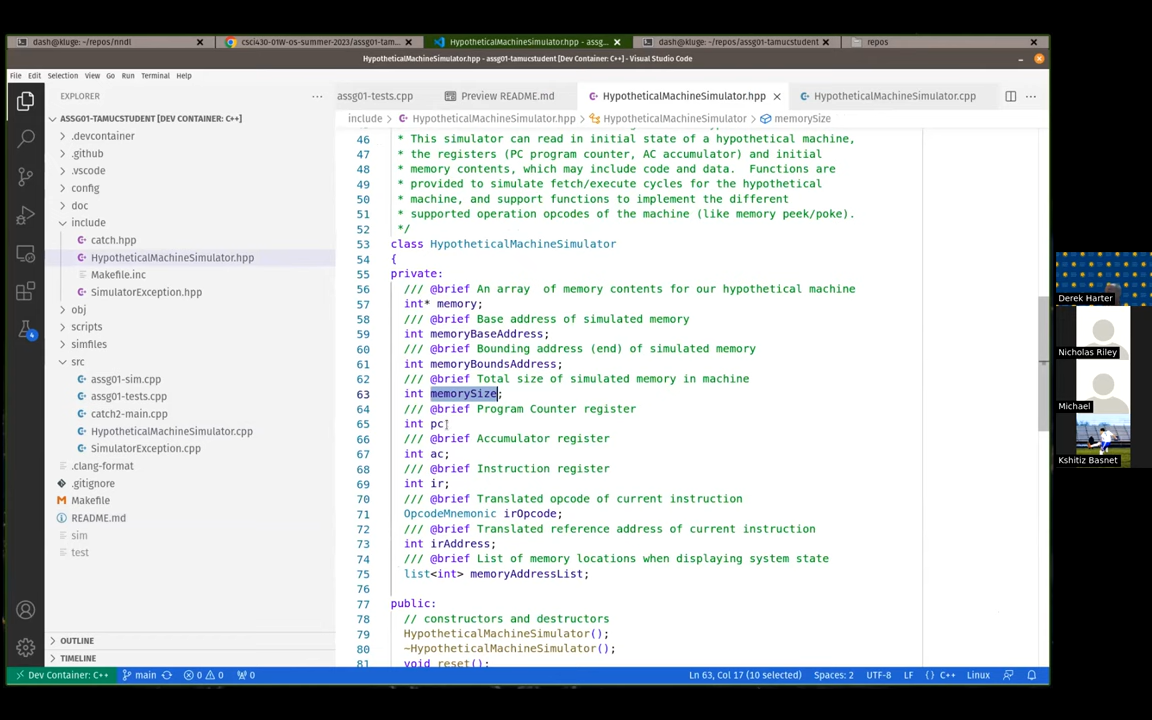 dash@kluge: ~/repos/nndl
csci430-01W-os-summer-2023/assg01-tam...
HypotheticalMachineSimulator.hpp - assg...
dash@kluge: ~/repos/assg01-tamucstudent
repos
HypotheticalMachineSimulator.hpp - assg01-tamucstudent [Dev Container: C++] - Visual Studio Code
File Edit Selection View Go Run Terminal Help
EXPLORER
ASSG01-TAMUCSTUDENT [DEV CONTAINER: C++]
.devcontainer
.github
.vscode
config
doc
include
catch.hpp
HypotheticalMachineSimulator.hpp
Makefile.inc
SimulatorException.hpp
obj
scripts
simfiles
src
assg01-sim.cpp
assg01-tests.cpp
catch2-main.cpp
HypotheticalMachineSimulator.cpp
SimulatorException.cpp
.clang-format
.gitignore
Makefile
README.md
sim
test
OUTLINE
TIMELINE
4
assg01-tests.cpp
Preview README.md
HypotheticalMachineSimulator.hpp
HypotheticalMachineSimulator.cpp
include > HypotheticalMachineSimulator.hpp > HypotheticalMachineSimulator > memorySize
46 * This simulator can read in initial state of a hypothetical machine,
47 * the registers (PC program counter, AC accumulator) and initial
48 * memory contents, which may include code and data. Functions are
49 * provided to simulate fetch/execute cycles for the hypothetical
50 * machine, and support functions to implement the different
51 * supported operation opcodes of the machine (like memory peek/poke).
52 */
53 class HypotheticalMachineSimulator
54 {
55 private:
56 /// @brief An array of memory contents for our hypothetical machine
57 int* memory;
58 /// @brief Base address of simulated memory
59 int memoryBaseAddress;
60 /// @brief Bounding address (end) of simulated memory
61 int memoryBoundsAddress;
62 /// @brief Total size of simulated memory in machine
63 int memorySize;
64 /// @brief Program Counter register
65 int pc;
66 /// @brief Accumulator register
67 int ac;
68 /// @brief Instruction register
69 int ir;
70 /// @brief Translated opcode of current instruction
71 OpcodeMnemonic irOpcode;
72 /// @brief Translated reference address of current instruction
73 int irAddress;
74 /// @brief List of memory locations when displaying system state
75 list<int> memoryAddressList;
76
77 public:
78 // constructors and destructors
79 HypotheticalMachineSimulator();
80 ~HypotheticalMachineSimulator();
81 void reset();
Dev Container: C++ main 0 0 0
Ln 63, Col 17 (10 selected) Spaces: 2 UTF-8 LF {} C++ Linux
Derek Harter
Nicholas Riley
Michael
Kshitiz Basnet